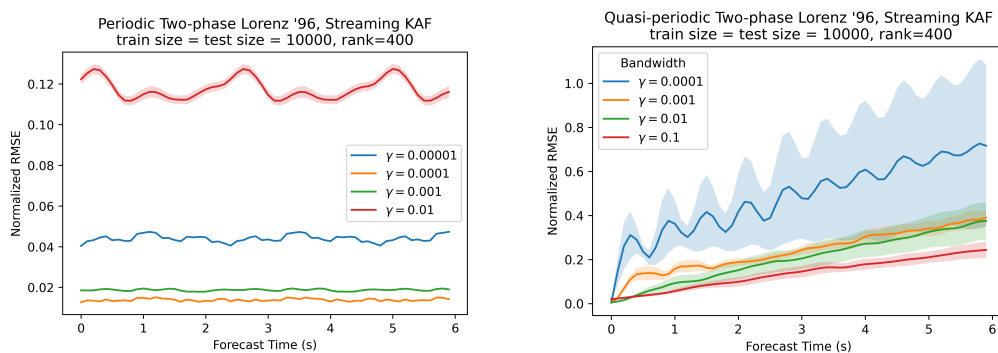 Periodic Two-phase Lorenz '96, Streaming KAF
train size = test size = 10000, rank=400
Normalized RMSE
0.12
0.10
0.08
0.06
0.04
0.02
γ = 0.00001
γ = 0.0001
γ = 0.001
γ = 0.01
0 1 2 3 4 5 6
Forecast Time (s)
Quasi-periodic Two-phase Lorenz '96, Streaming KAF
train size = test size = 10000, rank=400
Normalized RMSE
1.0
0.8
0.6
0.4
0.2
0.0
Bandwidth
γ = 0.0001
γ = 0.001
γ = 0.01
γ = 0.1
0 1 2 3 4 5 6
Forecast Time (s)